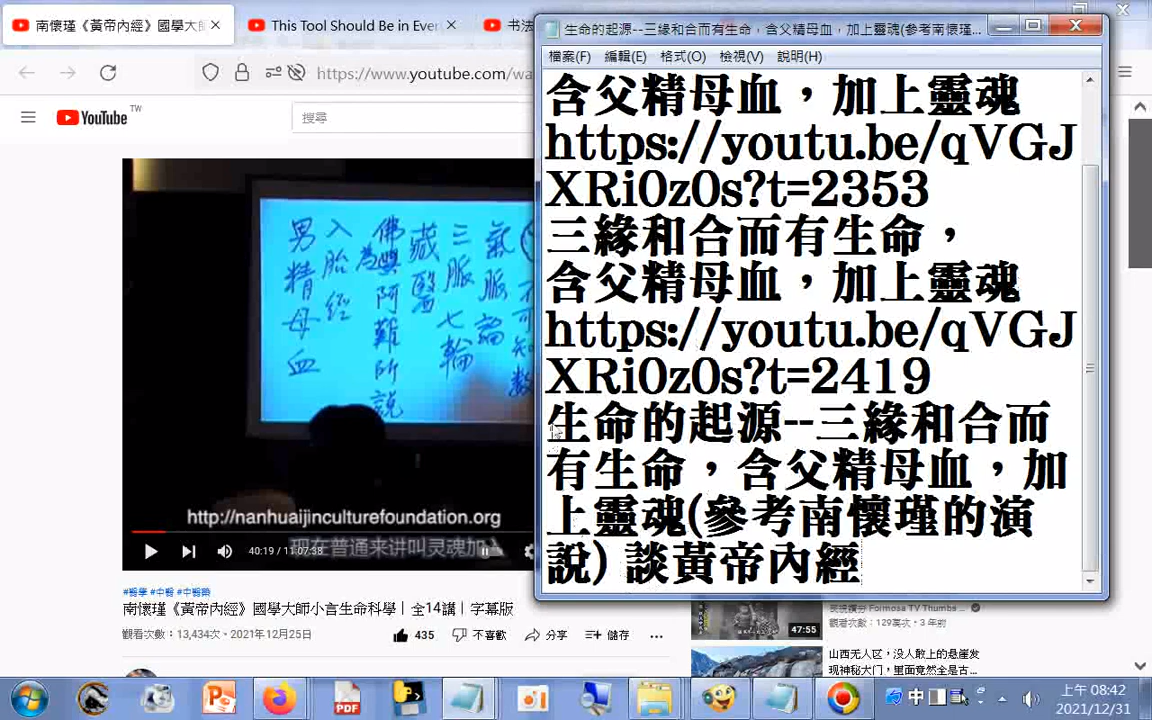 南懷瑾《黃帝內經》國學大師
This Tool Should be in Ever
书法
生命的起源--三緣和合而有生命，含父精母血，加上靈魂(參考南懷瑾...
檔案(F) 編輯(E) 格式(O) 檢視(V) 說明(H)
https://www.youtube.com/wa
YouTube TW
搜尋
含父精母血，加上靈魂
https://youtu.be/qVGJ
XRi0z0s?t=2353
三緣和合而有生命，
含父精母血，加上靈魂
https://youtu.be/qVGJ
XRi0z0s?t=2419
生命的起源--三緣和合而
有生命，含父精母血，加
上靈魂(參考南懷瑾的演
說) 談黃帝內經
氣脈論
三脈七輪
藏醫
佛為阿難所說
入胎經
男精母血
http://nanhuaijinculturefoundation.org
现在普通来讲叫灵魂加入
40:19 / 11:07:38
#醫學 #中醫 #中醫藥
南懷瑾《黃帝內經》國學大師小言生命科學︱全14講︱字幕版
觀看次數：13,434次・2021年12月25日
435 不喜歡 分享 儲存
Formosa TV Thumbs ...
觀看次數：129萬次・3 年前
47:55
山西无人区，没人敢上的悬崖发
现神秘大门，里面竟然全是古...
PDF
中
上午 08:42
2021/12/31